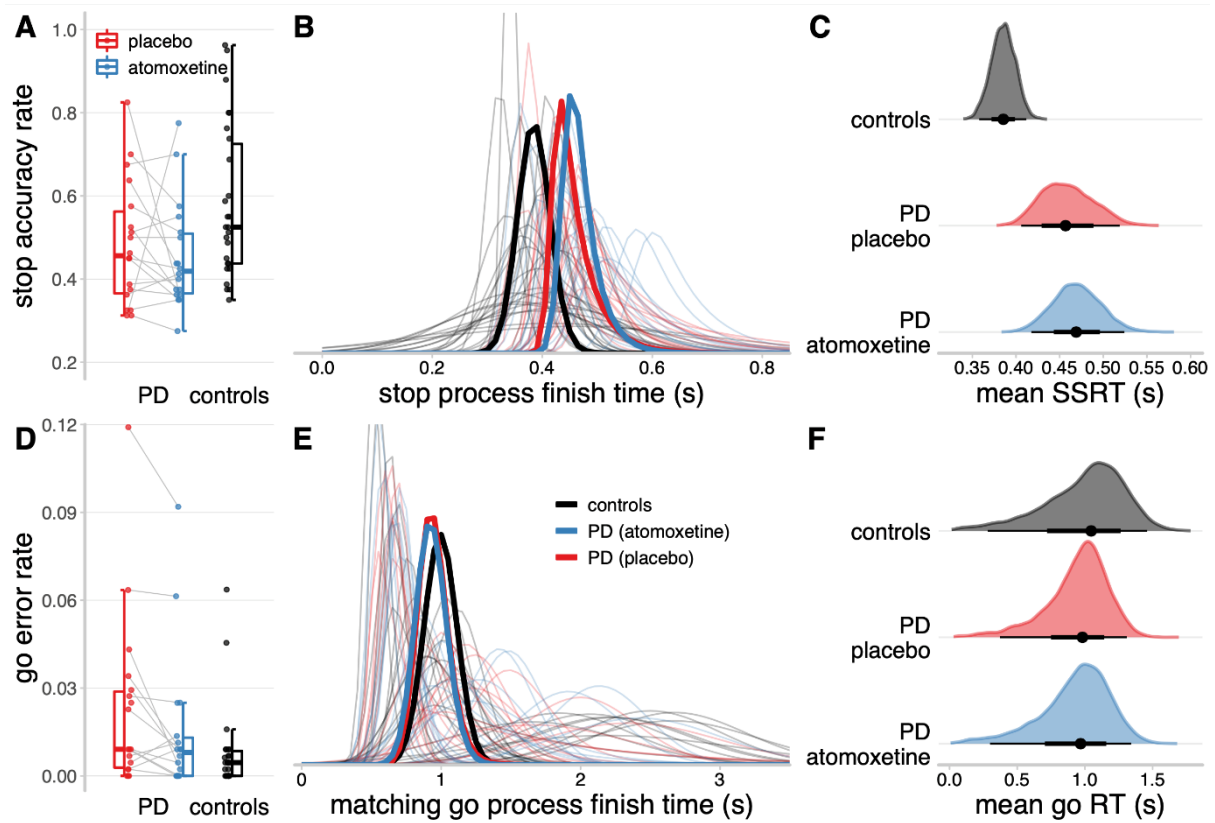 A
placebo
atomoxetine
stop accuracy rate
1.0
0.8
0.6
0.4
0.2
PD controls
B
0.0 0.2 0.4 0.6 0.8
stop process finish time (s)
C
controls
PD
placebo
PD
atomoxetine
0.35 0.40 0.45 0.50 0.55 0.60
mean SSRT (s)
D
go error rate
0.12
0.09
0.06
0.03
0.00
PD controls
E
controls
PD (atomoxetine)
PD (placebo)
0 1 2 3
matching go process finish time (s)
F
controls
PD
placebo
PD
atomoxetine
0.0 0.5 1.0 1.5
mean go RT (s)